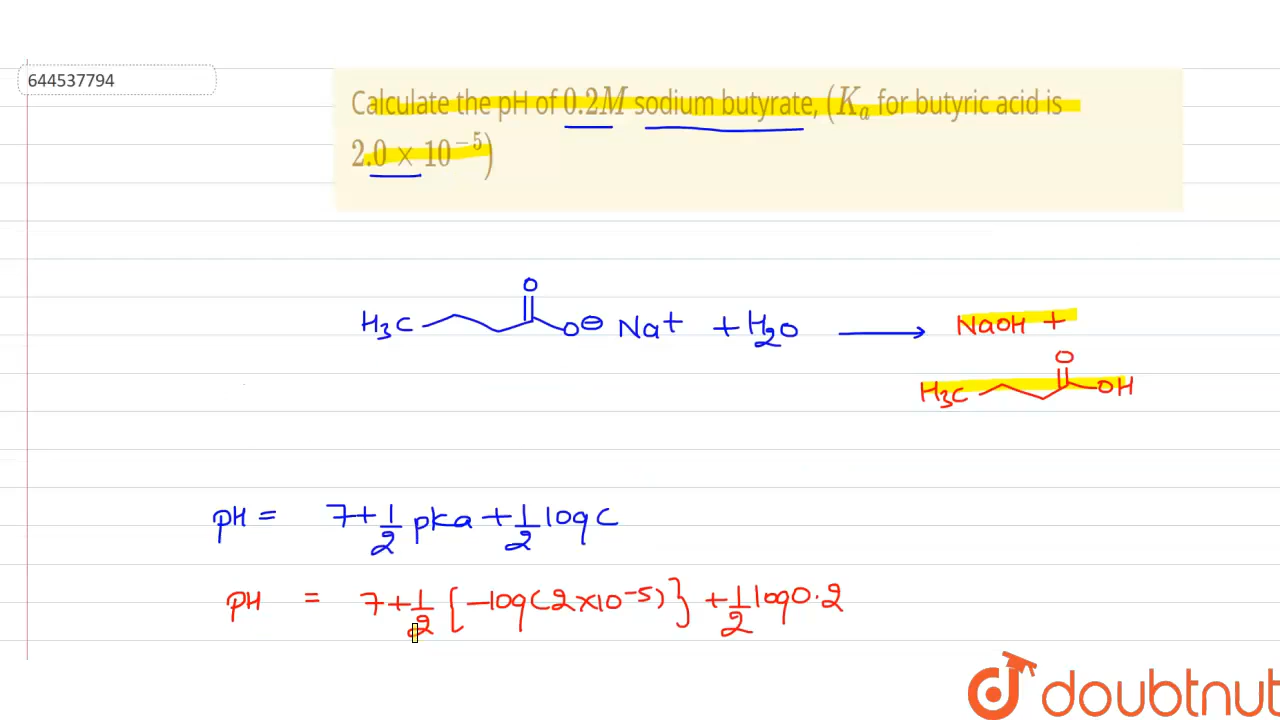 644537794
Calculate the pH of 0.2M sodium butyrate, (Kₐ for butyric acid is
2.0 × 10⁻⁵)
O
H₃C O⊖ Na⁺ + H₂O ⟶ NaOH +
O
H₃C OH
pH = 7 + 1/2 pKa + 1/2 log C
pH = 7 + 1/2 [-log(2×10⁻⁵)} + 1/2 log 0.2
doubtnut